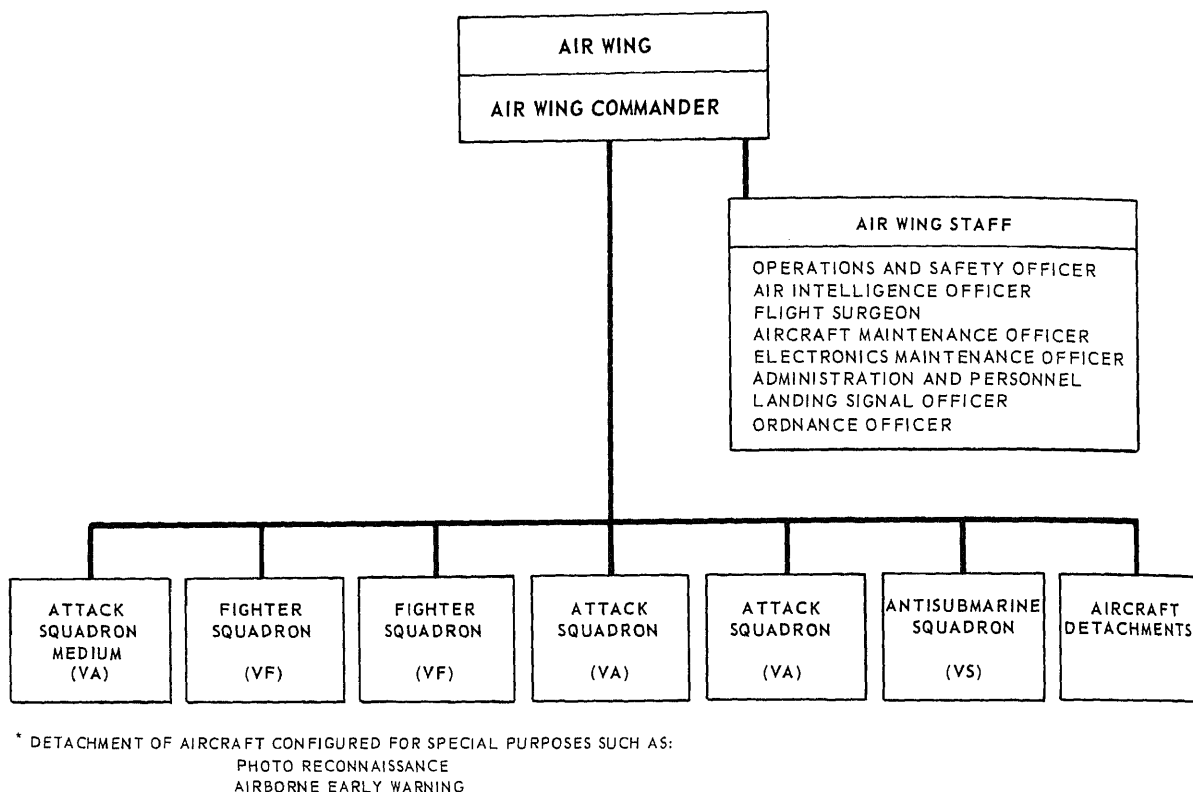 AIR WING
AIR WING COMMANDER
AIR WING STAFF
OPERATIONS AND SAFETY OFFICER
AIR INTELLIGENCE OFFICER
FLIGHT SURGEON
AIRCRAFT MAINTENANCE OFFICER
ELECTRONICS MAINTENANCE OFFICER
ADMINISTRATION AND PERSONNEL
LANDING SIGNAL OFFICER
ORDNANCE OFFICER
ATTACK
SQUADRON
MEDIUM
(VA)
FIGHTER
SQUADRON
(VF)
FIGHTER
SQUADRON
(VF)
ATTACK
SQUADRON
(VA)
ATTACK
SQUADRON
(VA)
ANTISUBMARINE
SQUADRON
(VS)
AIRCRAFT
DETACHMENTS
* DETACHMENT OF AIRCRAFT CONFIGURED FOR SPECIAL PURPOSES SUCH AS:
PHOTO RECONNAISSANCE
AIRBORNE EARLY WARNING